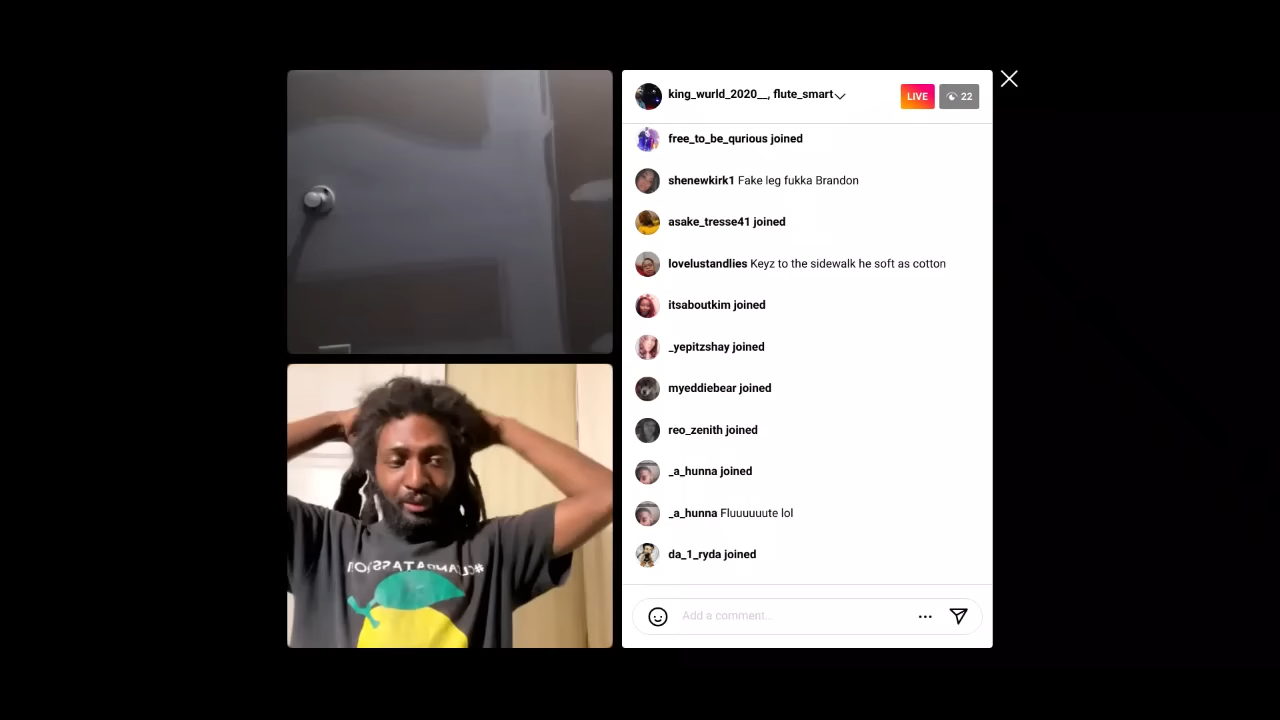 king_wurld_2020__, flute_smart
LIVE
22
free_to_be_qurious joined
shenewkirk1 Fake leg fukka Brandon
asake_tresse41 joined
lovelustandlies Keyz to the sidewalk he soft as cotton
itsaboutkim joined
_yepitzshay joined
myeddiebear joined
reo_zenith joined
_a_hunna joined
_a_hunna Fluuuuuute lol
da_1_ryda joined
Add a comment...